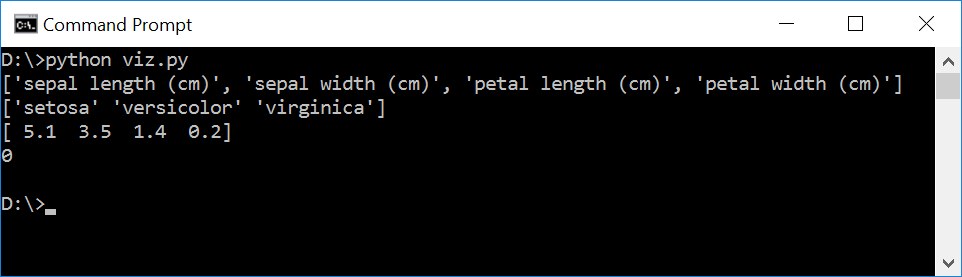 Command Prompt
D:\>python viz.py
['sepal length (cm)', 'sepal width (cm)', 'petal length (cm)', 'petal width (cm)']
['setosa' 'versicolor' 'virginica']
[ 5.1  3.5  1.4  0.2]
0
D:\>